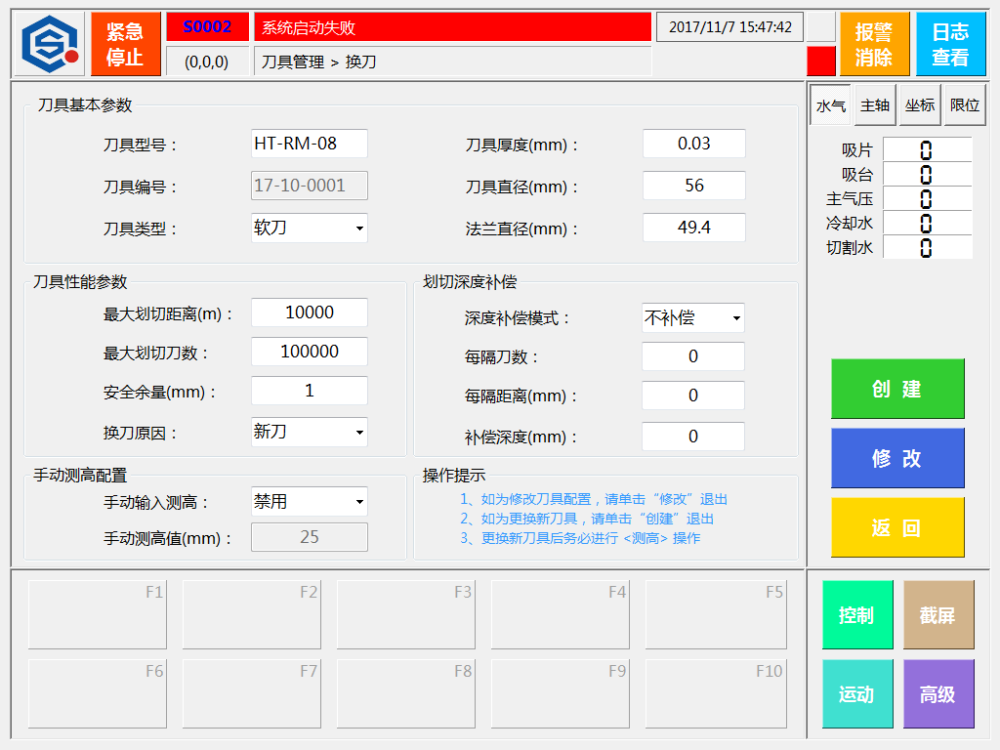 紧急
停止
S0002
系统启动失败
2017/11/7 15:47:42
报警
消除
日志
查看
(0,0,0)
刀具管理 > 换刀
刀具基本参数
刀具型号： HT-RM-08
刀具厚度(mm)： 0.03
刀具编号： 17-10-0001
刀具直径(mm)： 56
刀具类型： 软刀
法兰直径(mm)： 49.4
刀具性能参数
最大划切距离(m)： 10000
最大划切刀数： 100000
安全余量(mm)： 1
换刀原因： 新刀
划切深度补偿
深度补偿模式： 不补偿
每隔刀数： 0
每隔距离(mm)： 0
补偿深度(mm)： 0
手动测高配置
手动输入测高： 禁用
手动测高值(mm)： 25
操作提示
1、如为修改刀具配置，请单击“修改”退出
2、如为更换新刀具，请单击“创建”退出
3、更换新刀具后务必进行 <测高> 操作
水气 主轴 坐标 限位
吸片 0
吸台 0
主气压 0
冷却水 0
切割水 0
创 建
修 改
返 回
F1 F2 F3 F4 F5
F6 F7 F8 F9 F10
控制 截屏
运动 高级